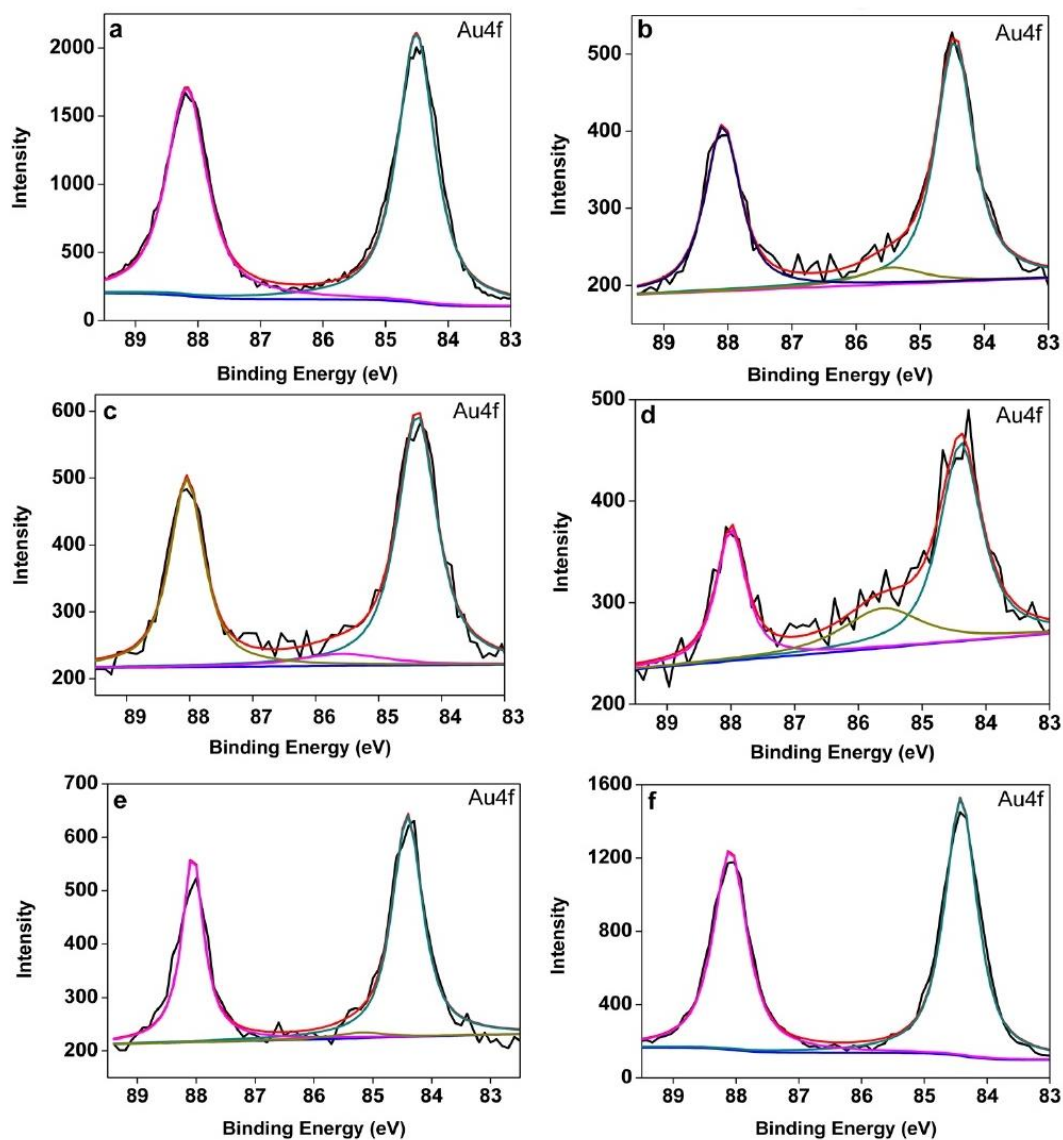 a Au4f
2000
1500
1000
500
0
Intensity
89 88 87 86 85 84 83
Binding Energy (eV)
b Au4f
500
400
300
200
Intensity
89 88 87 86 85 84 83
Binding Energy (eV)
c Au4f
600
500
400
300
200
Intensity
89 88 87 86 85 84 83
Binding Energy (eV)
d Au4f
500
400
300
200
Intensity
89 88 87 86 85 84 83
Binding Energy (eV)
e Au4f
700
600
500
400
300
200
Intensity
89 88 87 86 85 84 83
Binding Energy (eV)
f Au4f
1600
1200
800
400
0
Intensity
89 88 87 86 85 84 83
Binding Energy (eV)